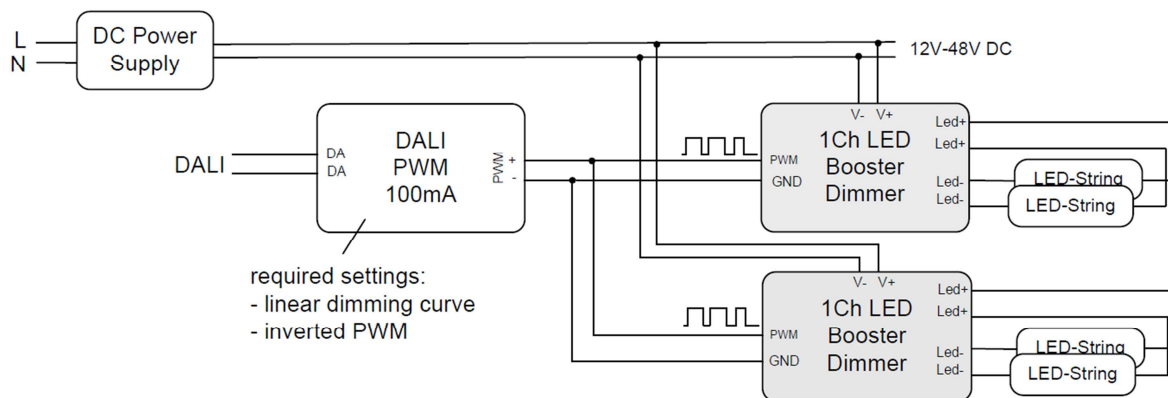 L
N
DC Power
Supply
12V-48V DC
DALI
DA
DA
DALI
PWM
100mA
PWM
+
-
required settings:
- linear dimming curve
- inverted PWM
V- V+
PWM
GND
1Ch LED
Booster
Dimmer
Led+
Led+
Led-
Led-
LED-String
LED-String
V- V+
PWM
GND
1Ch LED
Booster
Dimmer
Led+
Led+
Led-
Led-
LED-String
LED-String